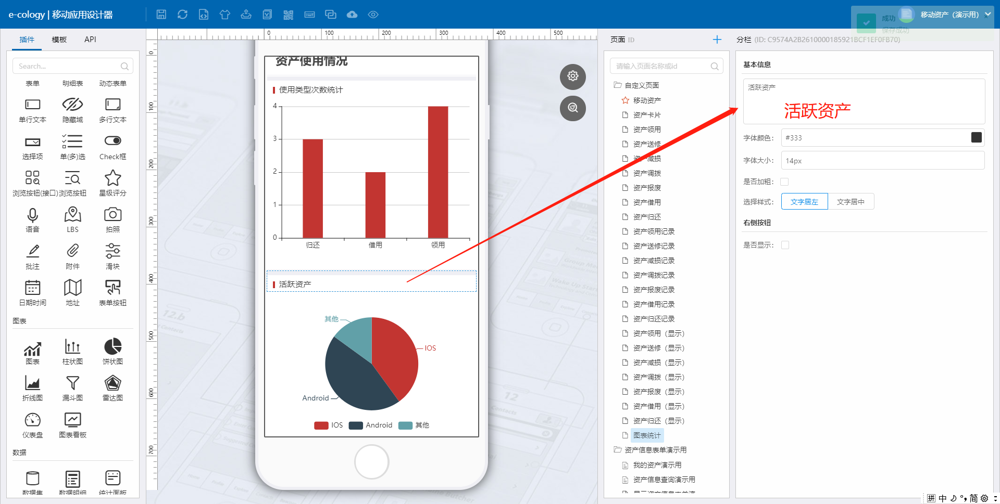 e-cology | 移动应用设计器
成功
移动资产（演示用）
保存成功
插件 模板 API
Search...
表单 明细表 动态表单
单行文本 隐藏域 多行文本
选择项 单(多)选 Check框
浏览按钮(接口) 浏览按钮 星级评分
语音 LBS 拍照
批注 附件 滑块
日期时间 地址 表单按钮
图表
图表 柱状图 饼状图
折线图 漏斗图 雷达图
仪表盘 图表看板
数据
数据集 数据明细 统计面板
0 100 200 300 400 500
0
100
200
300
400
500
600
700
资产使用情况
使用类型次数统计
4
3
2
1
0
归还 借用 领用
活跃资产
其他
IOS
Android
IOS Android 其他
页面 ID
请输入页面名称或id
自定义页面
移动资产
资产卡片
资产领用
资产送修
资产减损
资产调拨
资产报废
资产借用
资产归还
资产领用记录
资产送修记录
资产减损记录
资产调拨记录
资产报废记录
资产借用记录
资产归还记录
资产领用（显示）
资产送修（显示）
资产减损（显示）
资产调拨（显示）
资产报废（显示）
资产借用（显示）
资产归还（显示）
图表统计
资产信息表单演示用
我的资产演示用
资产信息查询演示用
分栏 (ID: C9574A2B2610000185921BCF1EF0FB70)
基本信息
活跃资产
活跃资产
字体颜色： #333
字体大小： 14px
是否加粗：
选择样式： 文字居左 文字居中
右侧按钮
是否显示：
拼 中 简